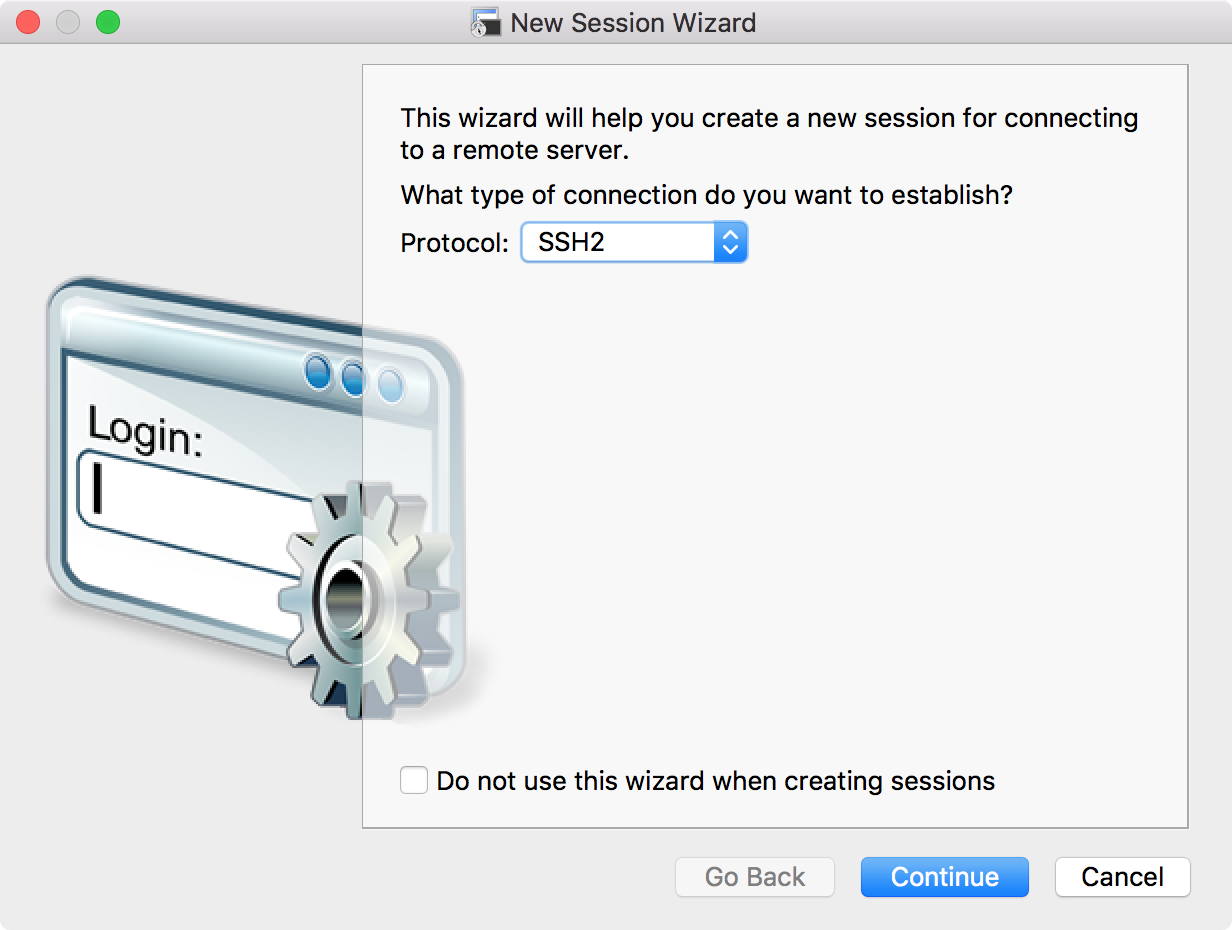 New Session Wizard
This wizard will help you create a new session for connecting
to a remote server.
What type of connection do you want to establish?
Protocol: SSH2
Login:
Do not use this wizard when creating sessions
Go Back Continue Cancel